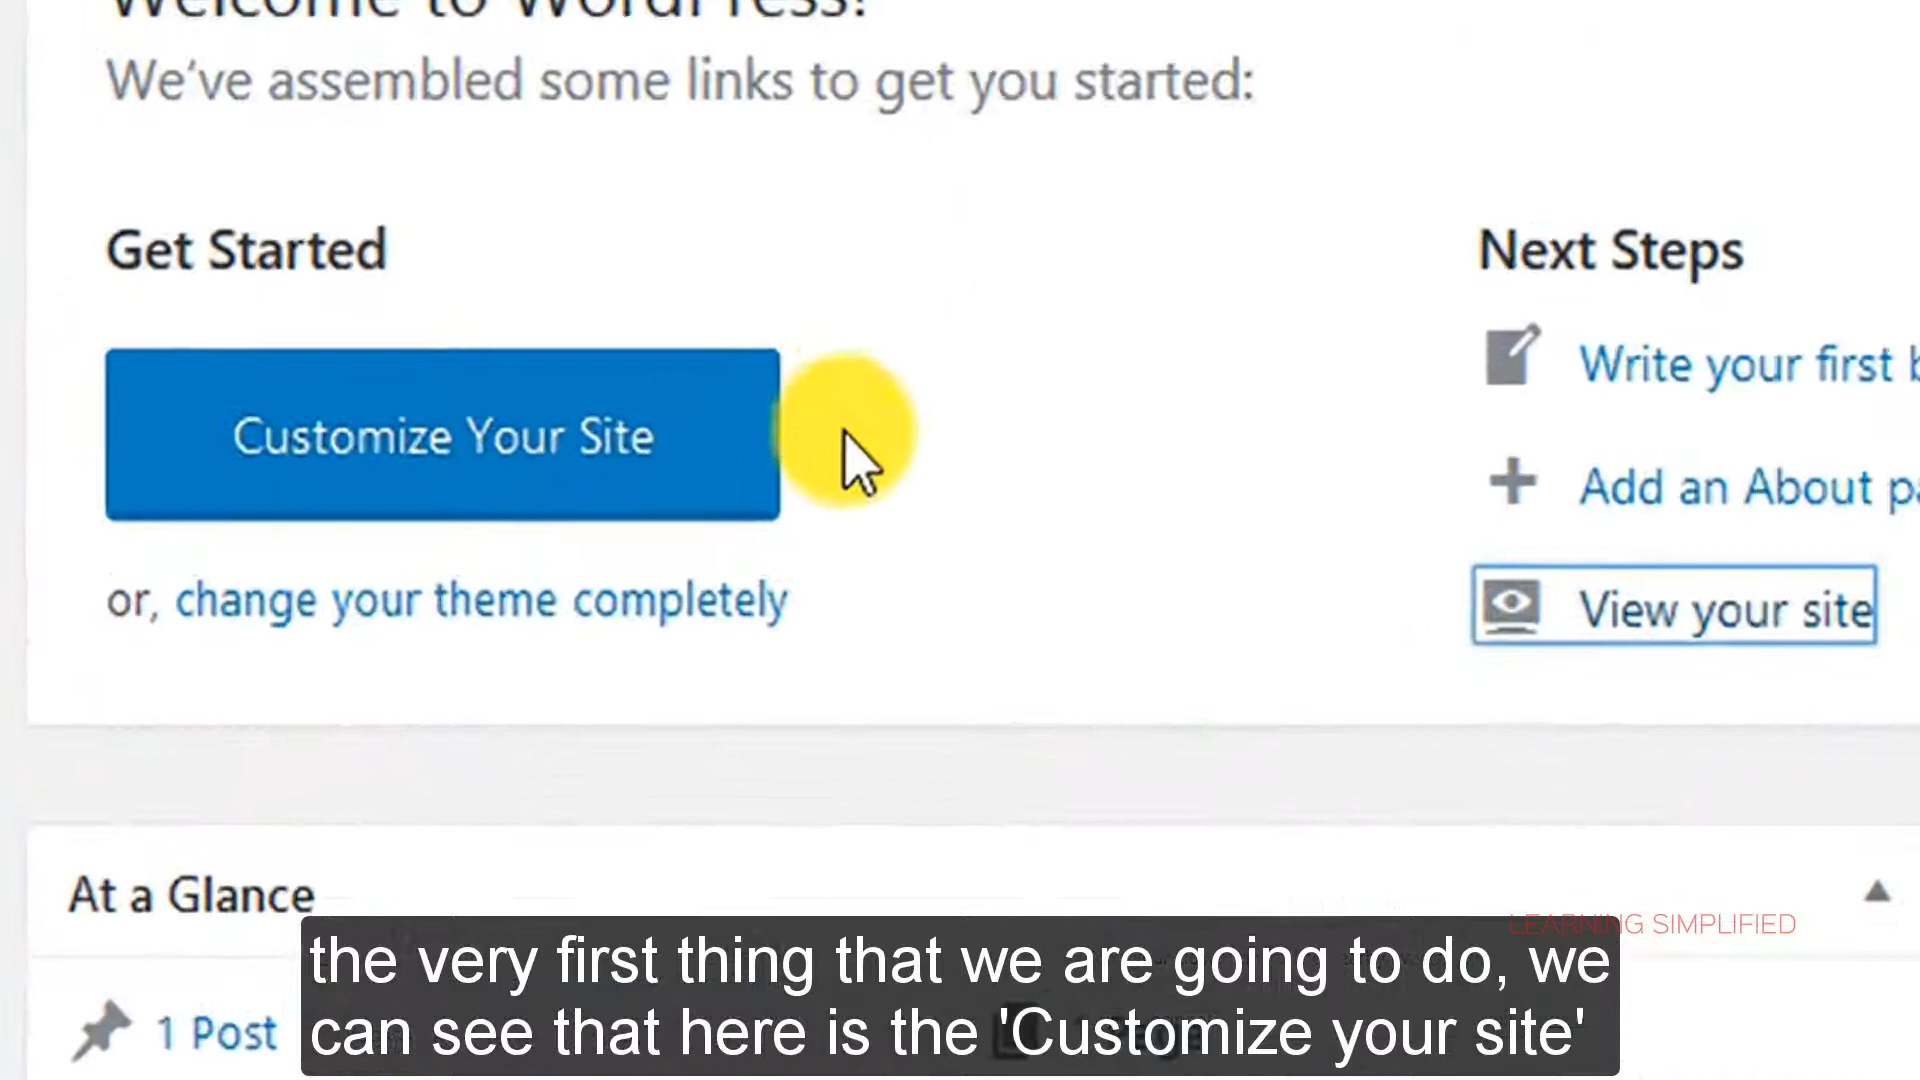 Welcome to WordPress!
We've assembled some links to get you started:
Get Started
Next Steps
Customize Your Site
Write your first
Add an About
or, change your theme completely
View your site
At a Glance
LEARNING SIMPLIFIED
the very first thing that we are going to do, we
can see that here is the 'Customize your site'
1 Post